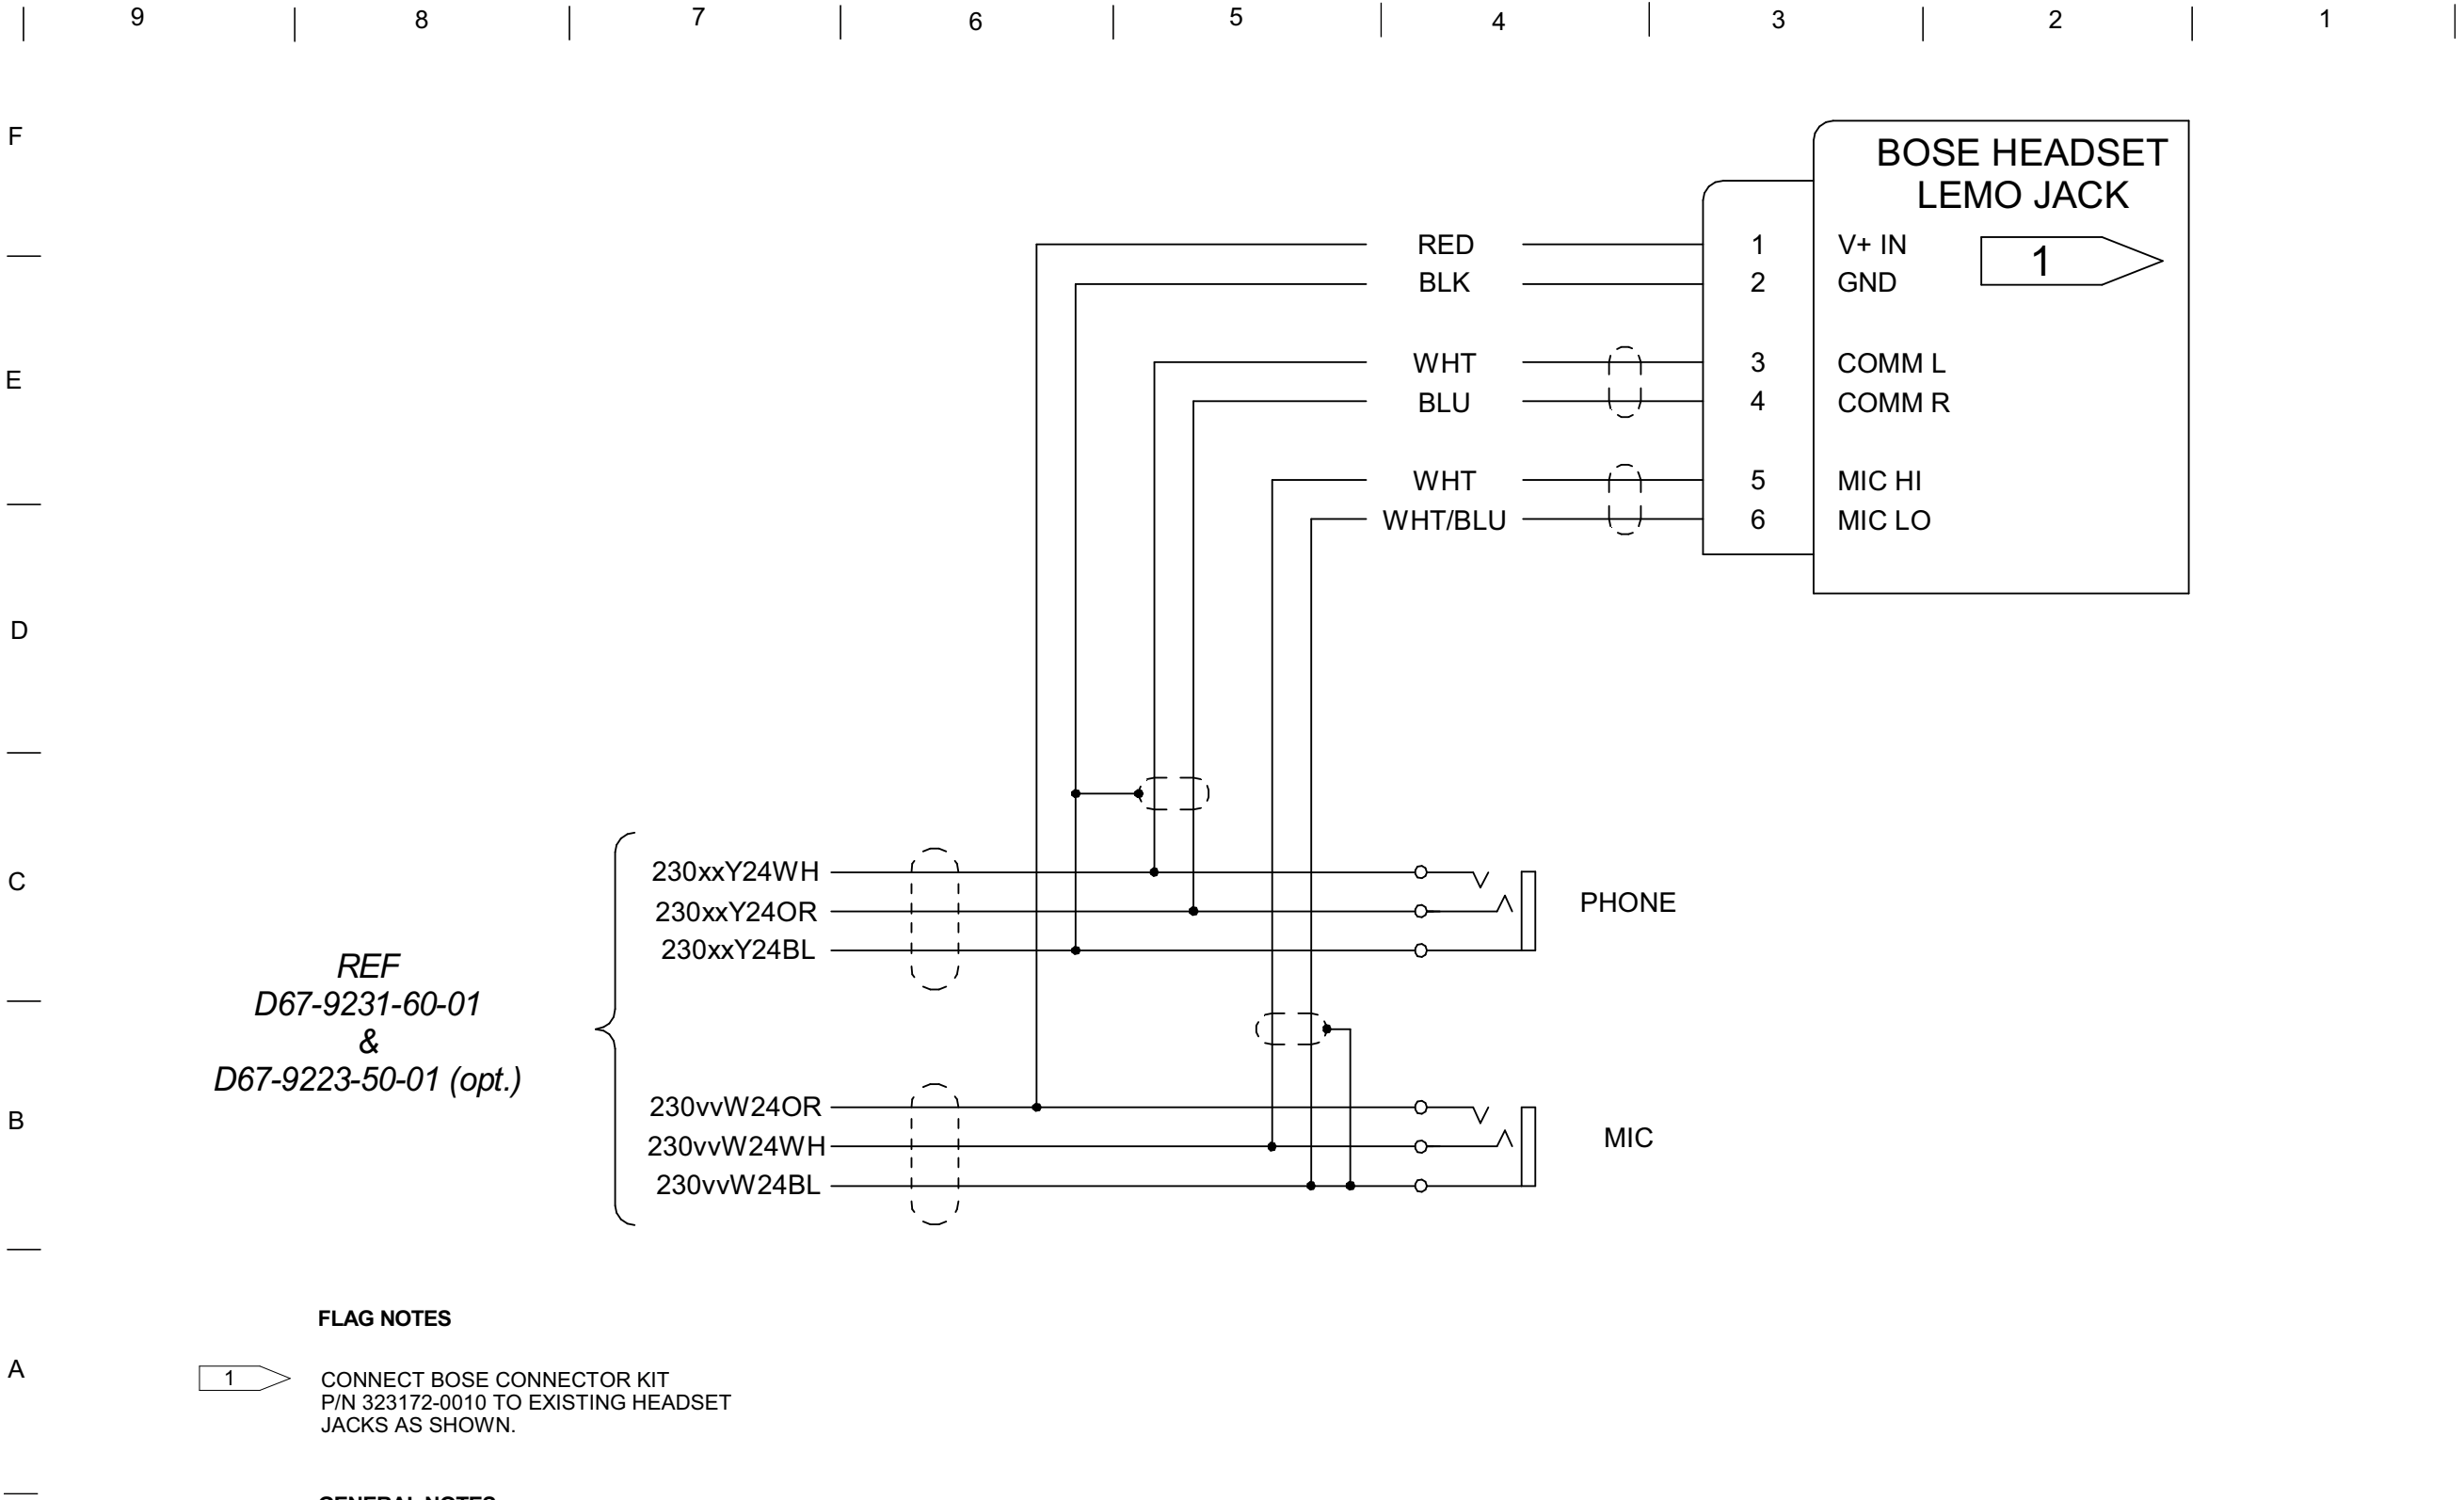 9 8 7 6 5 4 3 2 1
F
BOSE HEADSET
LEMO JACK
RED 1 V+ IN 1
BLK 2 GND
E
WHT 3 COMM L
BLU 4 COMM R
WHT 5 MIC HI
WHT/BLU 6 MIC LO
D
C
230xxY24WH
230xxY24OR
230xxY24BL
PHONE
REF
D67-9231-60-01
&
D67-9223-50-01 (opt.)
B
230vvW24OR
230vvW24WH
230vvW24BL
MIC
FLAG NOTES
A
1 CONNECT BOSE CONNECTOR KIT
P/N 323172-0010 TO EXISTING HEADSET
JACKS AS SHOWN.
GENERAL NOTES